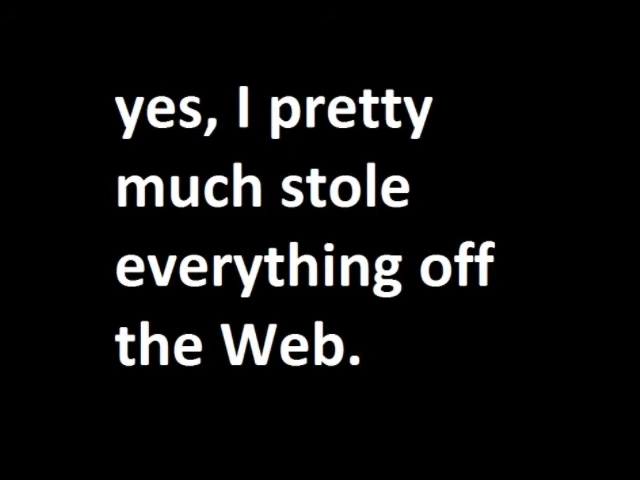 yes, I pretty
much stole
everything off
the Web.